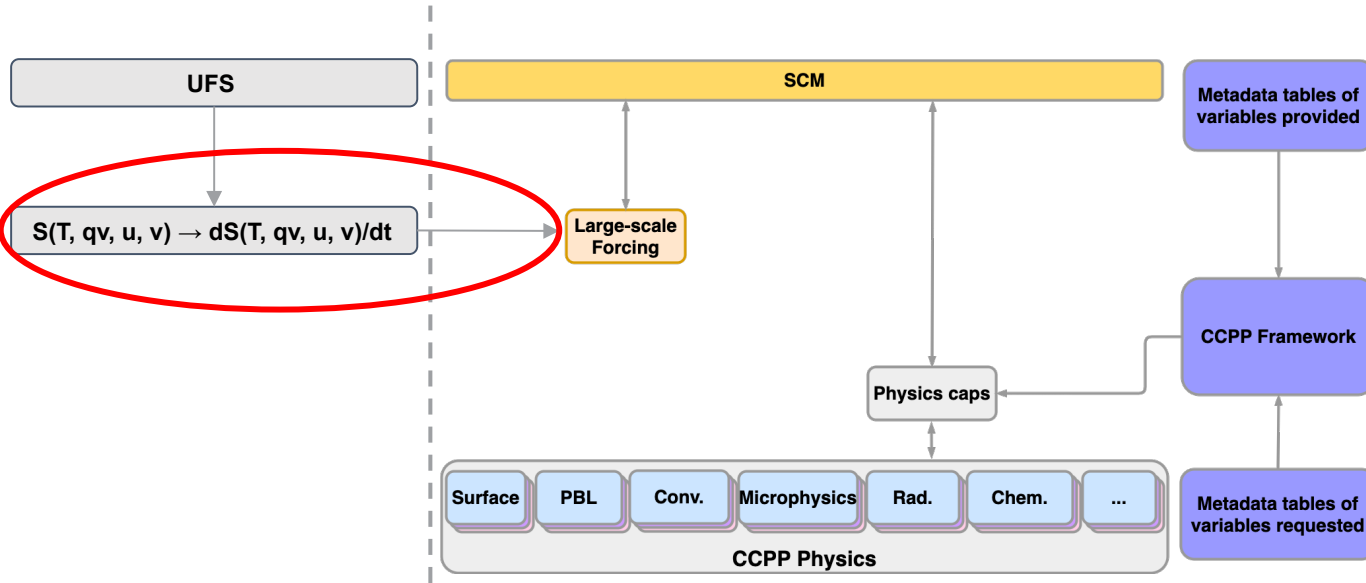 UFS
S(T, qv, u, v) → dS(T, qv, u, v)/dt
SCM
Large-scale
Forcing
Metadata tables of
variables provided
CCPP Framework
Physics caps
Metadata tables of
variables requested
Surface
PBL
Conv.
Microphysics
Rad.
Chem.
...
CCPP Physics